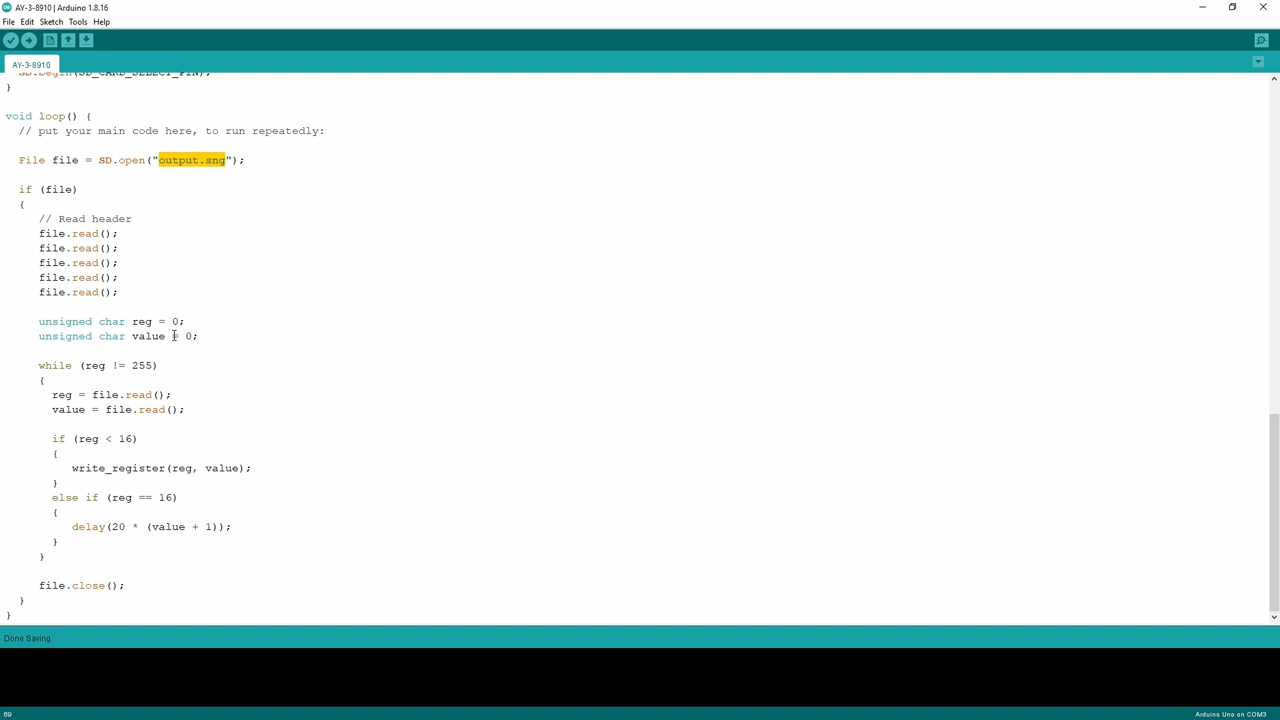 AY-3-8910 | Arduino 1.8.16
File Edit Sketch Tools Help
AY-3-8910
SD.begin(SD_CARD_SELECT_PIN);
}
void loop() {
// put your main code here, to run repeatedly:
File file = SD.open("output.sng");
if (file)
{
// Read header
file.read();
file.read();
file.read();
file.read();
file.read();
unsigned char reg = 0;
unsigned char value = 0;
while (reg != 255)
{
reg = file.read();
value = file.read();
if (reg < 16)
{
write_register(reg, value);
}
else if (reg == 16)
{
delay(20 * (value + 1));
}
}
file.close();
}
}
Done Saving.
69 Arduino Uno on COM3